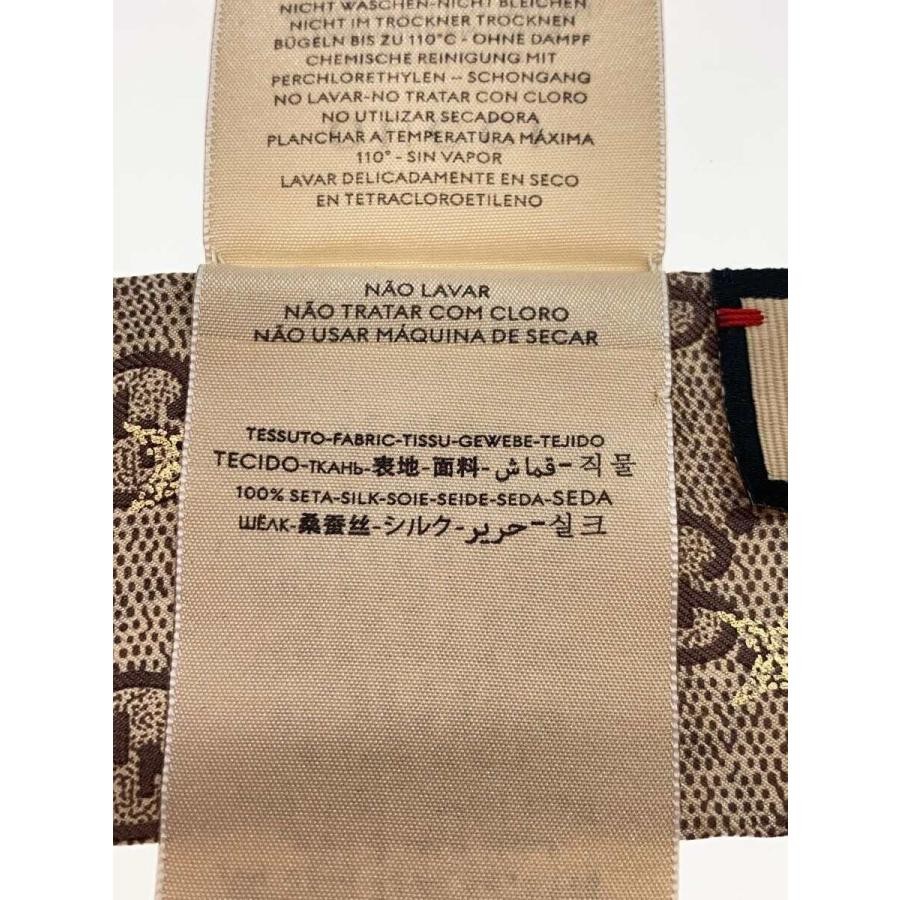 NICHT WASCHEN-NICHT BLEICHEN
NICHT IM TROCKNER TROCKNEN
BÜGELN BIS ZU 110°C - OHNE DAMPF
CHEMISCHE REINIGUNG MIT
PERCHLORETHYLEN – SCHONGANG
NO LAVAR-NO TRATAR CON CLORO
NO UTILIZAR SECADORA
PLANCHAR A TEMPERATURA MÁXIMA
110° - SIN VAPOR
LAVAR DELICADAMENTE EN SECO
EN TETRACLOROETILENO
NÃO LAVAR
NÃO TRATAR COM CLORO
NÃO USAR MÁQUINA DE SECAR
TESSUTO-FABRIC-TISSU-GEWEBE-TEJIDO
TECIDO-ТКАНЬ-表地-面料-قماش-직물
100% SETA-SILK-SOIE-SEIDE-SEDA-SEDA
ШЁЛК-桑蚕丝-シルク-حرير-실크